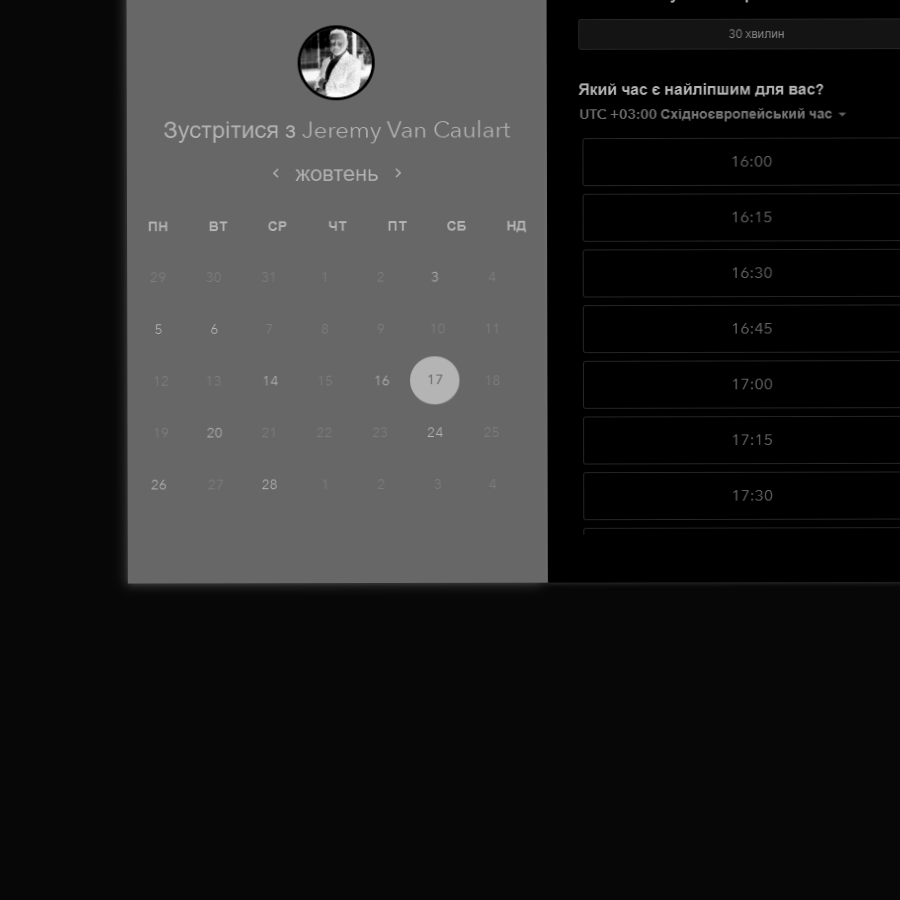 Зустрітися з Jeremy Van Caulart
< жовтень >
ПН ВТ СР ЧТ ПТ СБ НД
29 30 31 1 2 3 4
5 6 7 8 9 10 11
12 13 14 15 16 17 18
19 20 21 22 23 24 25
26 27 28 1 2 3 4
30 хвилин
Який час є найліпшим для вас?
UTC +03:00 Східноєвропейський час
16:00
16:15
16:30
16:45
17:00
17:15
17:30